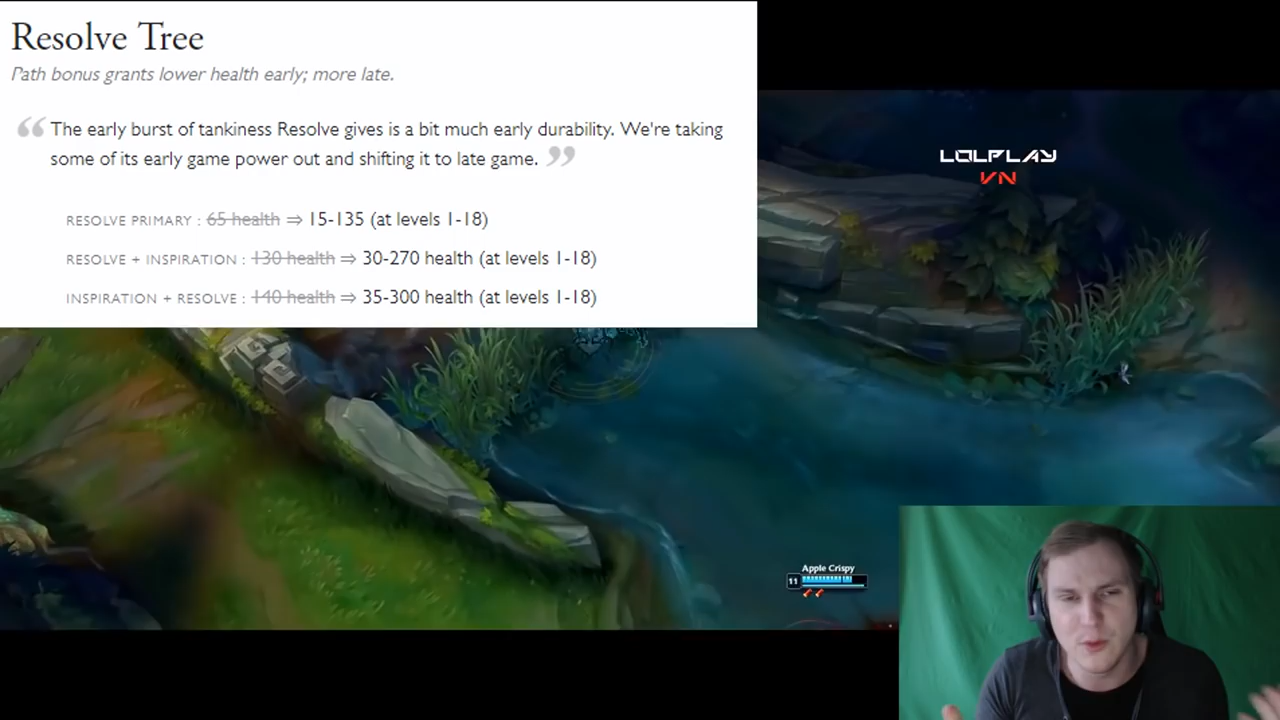 Resolve Tree
Path bonus grants lower health early; more late.
“ The early burst of tankiness Resolve gives is a bit much early durability. We're taking
some of its early game power out and shifting it to late game. ”
RESOLVE PRIMARY : 65 health ⇒ 15-135 (at levels 1-18)
RESOLVE + INSPIRATION : 130 health ⇒ 30-270 health (at levels 1-18)
INSPIRATION + RESOLVE : 140 health ⇒ 35-300 health (at levels 1-18)
LOLPLAY
VN
Apple Crispy
11